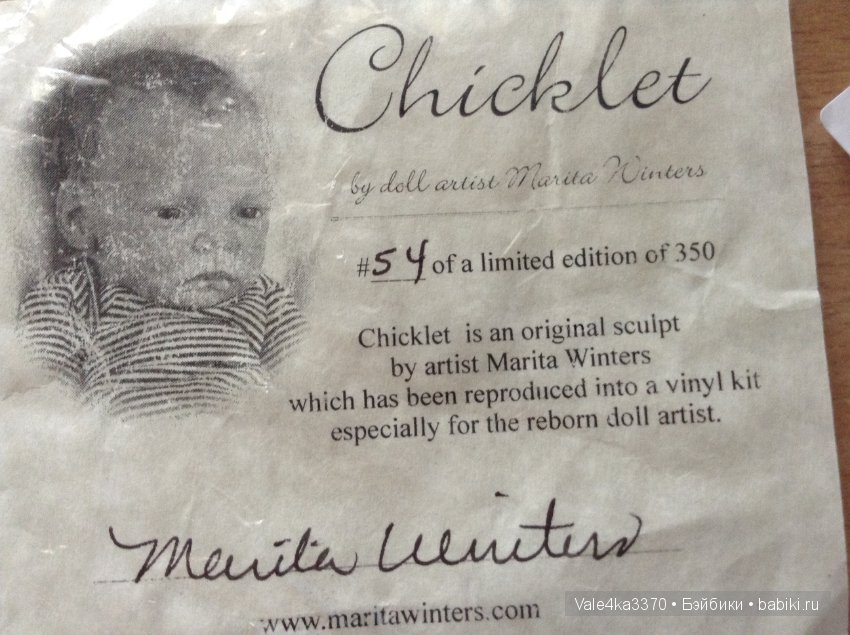 Chicklet
by doll artist Marita Winters
#54 of a limited edition of 350
Chicklet is an original sculpt
by artist Marita Winters
which has been reproduced into a vinyl kit
especially for the reborn doll artist.
Marita Winters
www.maritawinters.com
Vale4ka3370 • Бэйбики • babiki.ru